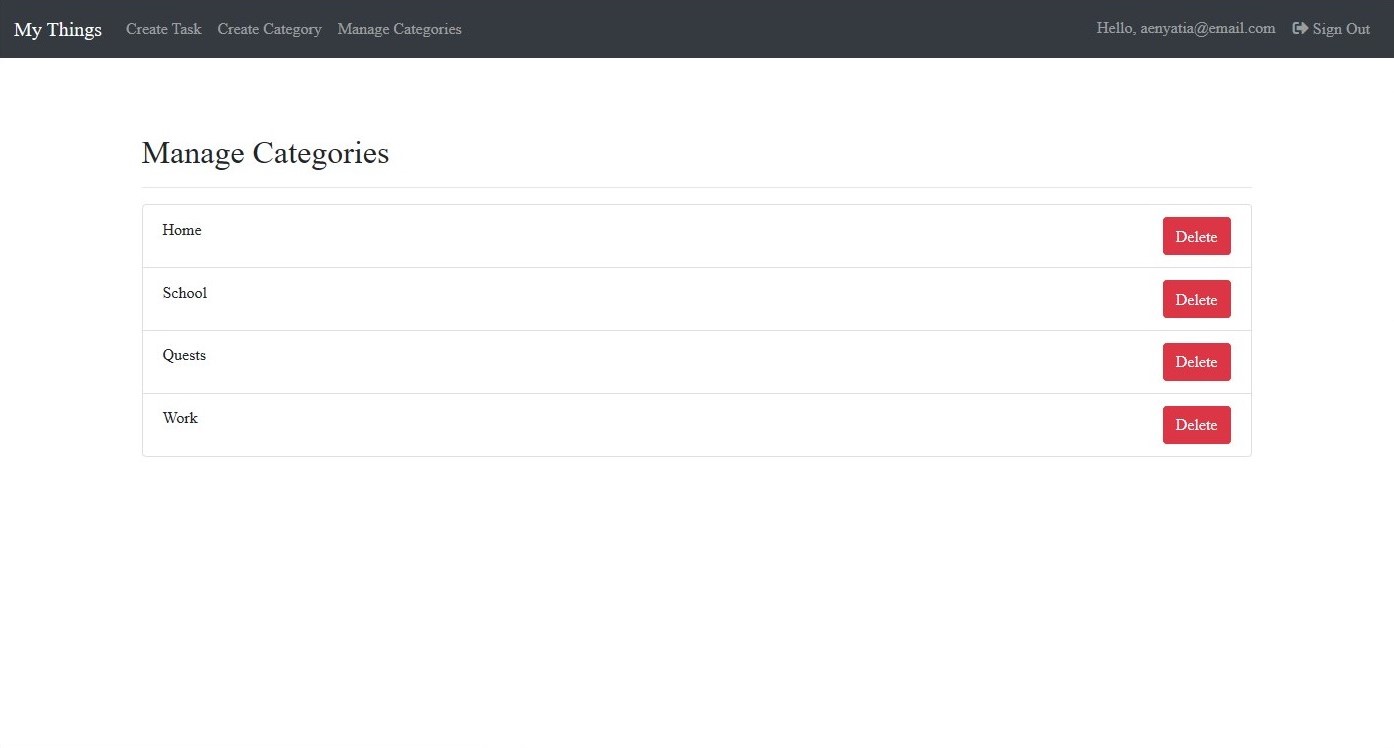 My Things Create Task Create Category Manage Categories Hello, aenyatia@email.com Sign Out
Manage Categories
Home Delete
School Delete
Quests Delete
Work Delete